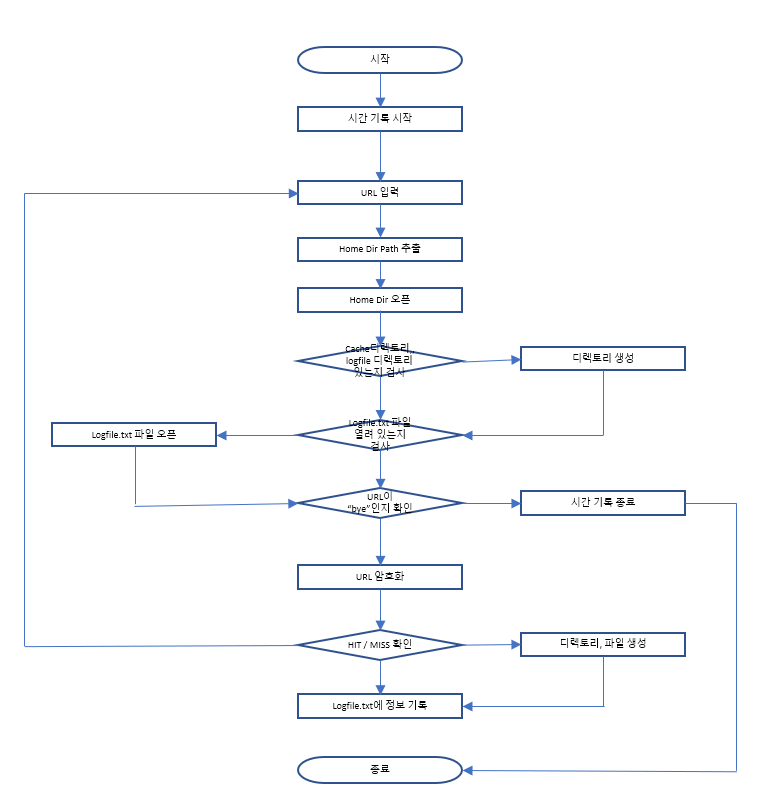 시작
시간 기록 시작
URL 입력
Home Dir Path 추출
Home Dir 오픈
Cache디렉토리,
logfile 디렉토리
있는지 검사
디렉토리 생성
Logfile.txt 파일
열려 있는지
검사
Logfile.txt 파일 오픈
URL이
“bye”인지 확인
시간 기록 종료
URL 암호화
HIT / MISS 확인
디렉토리, 파일 생성
Logfile.txt에 정보 기록
종료